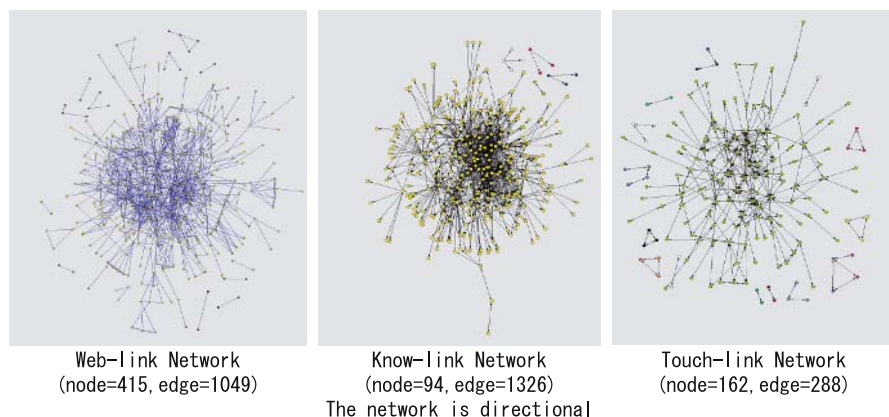 Web-link Network
(node=415, edge=1049)
Know-link Network
(node=94, edge=1326)
The network is directional
Touch-link Network
(node=162, edge=288)